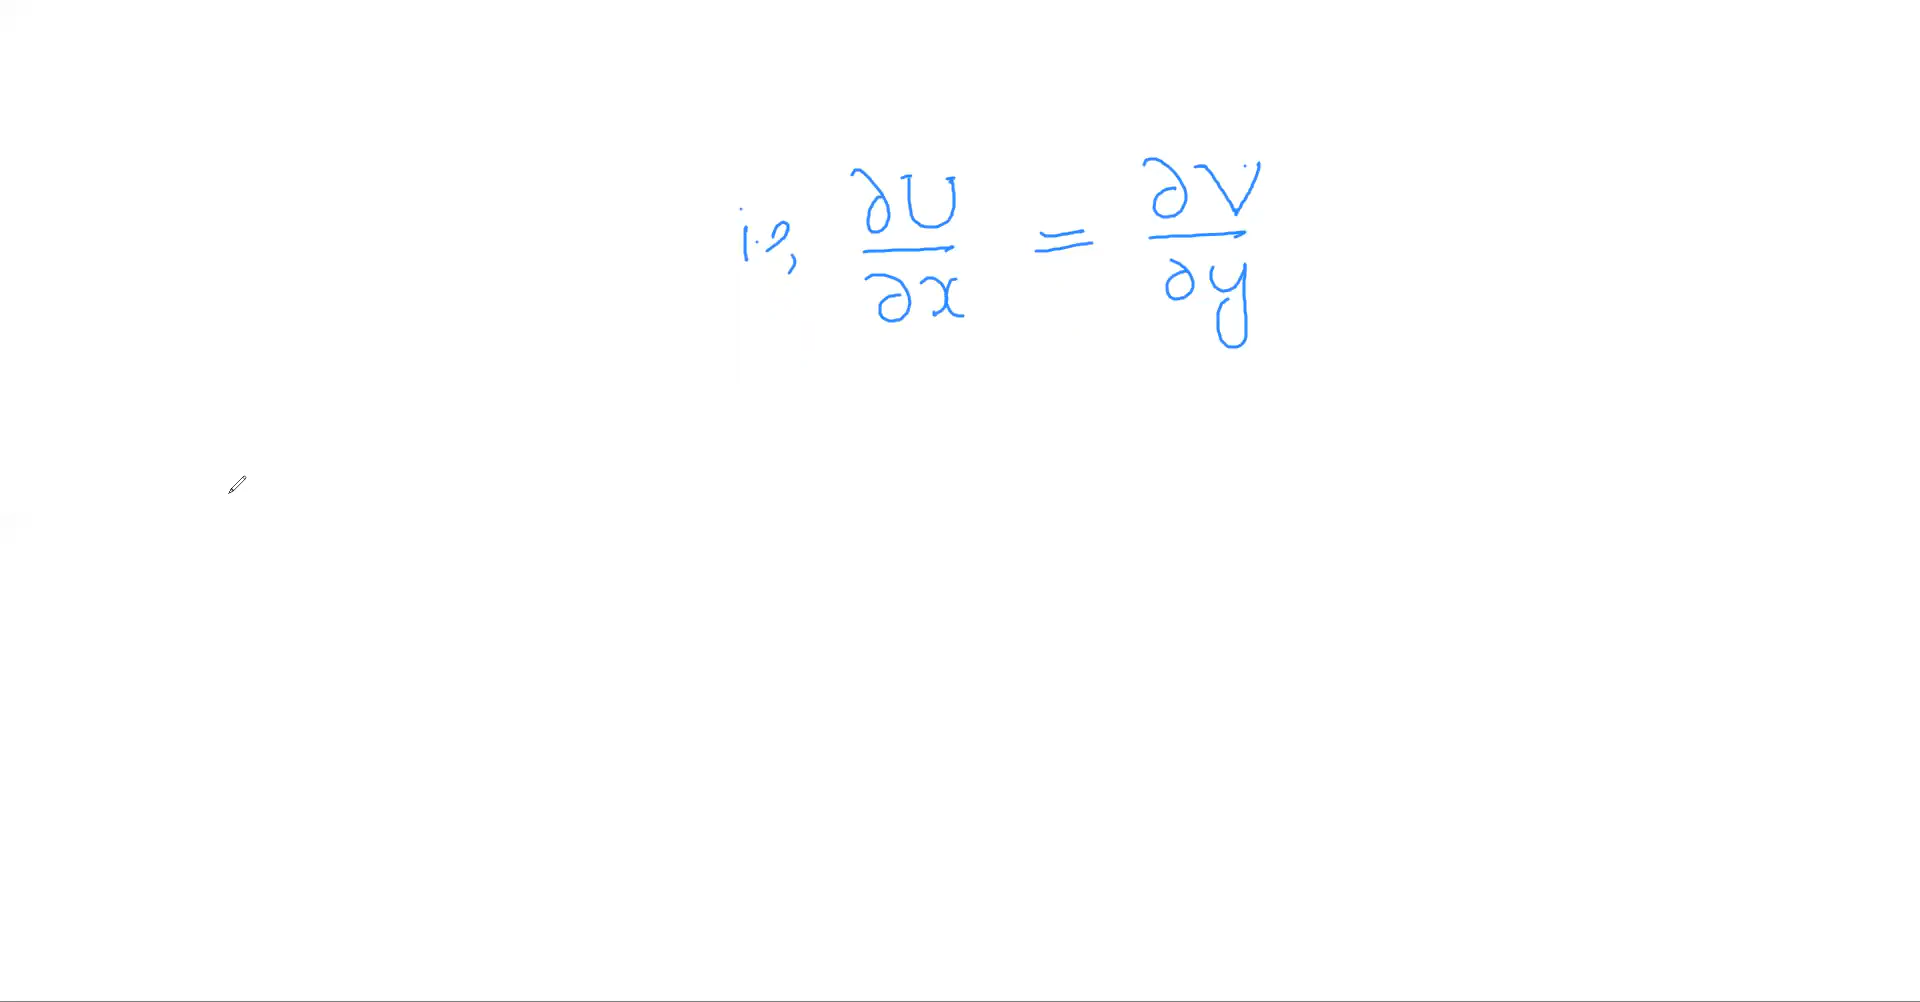 i.e, ∂U/∂x = ∂V/∂y